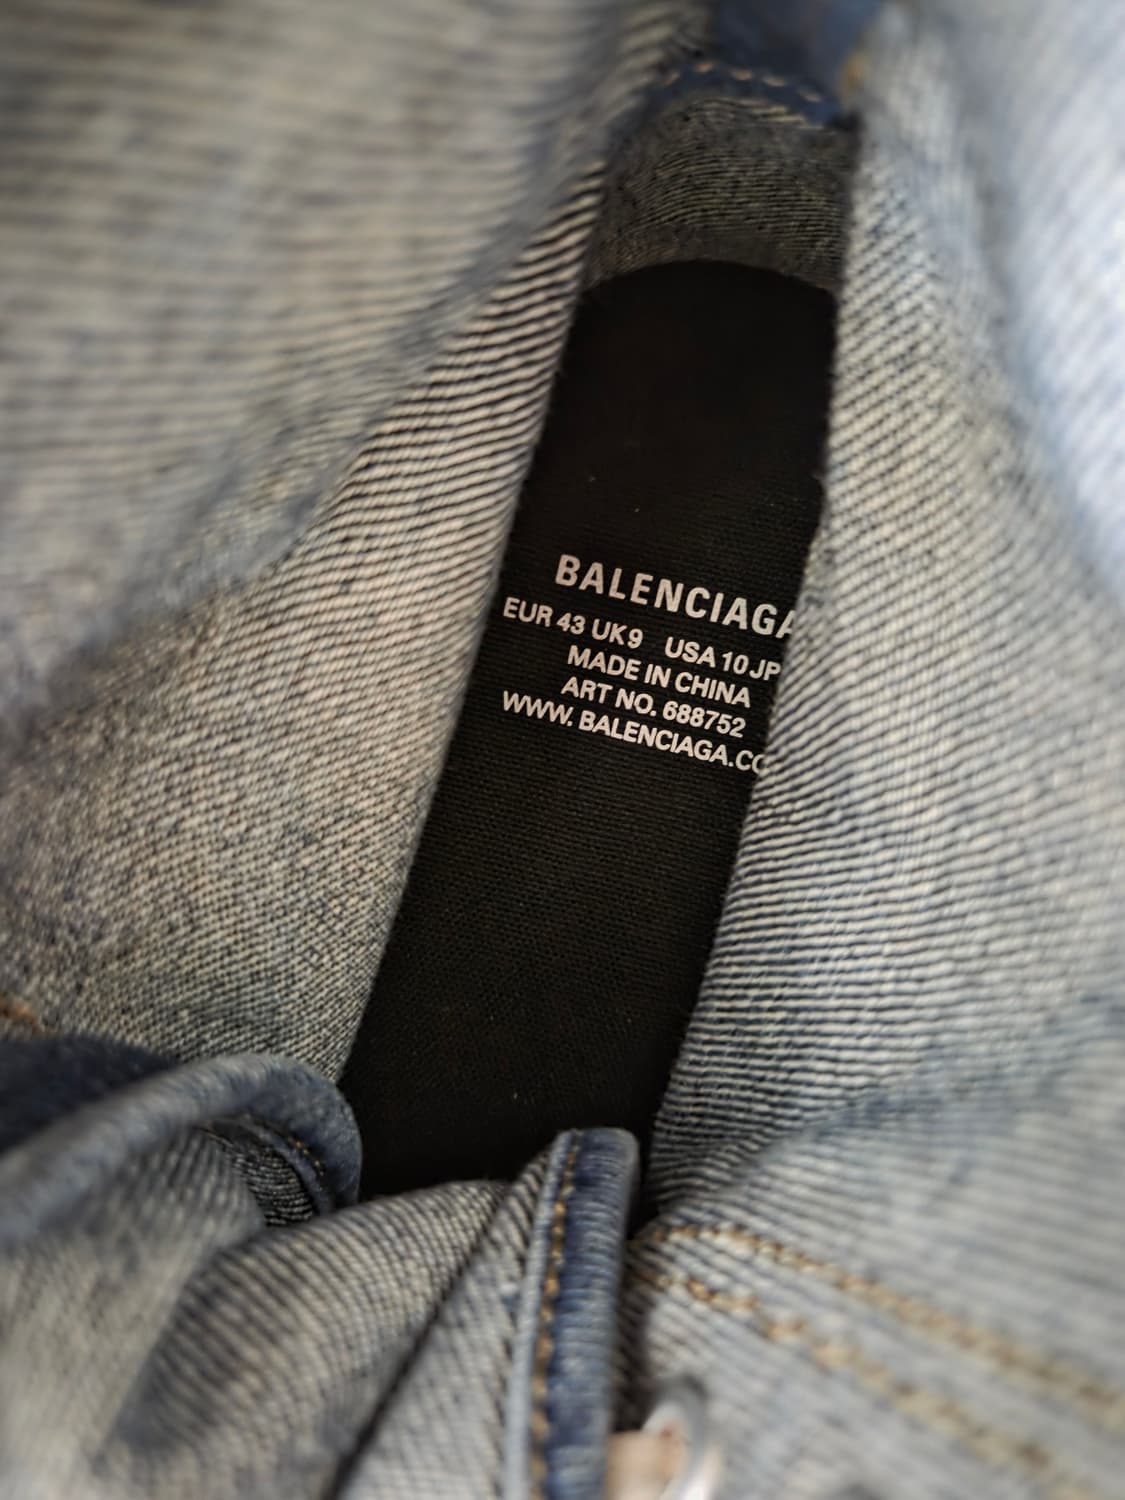 BALENCIAGA
EUR 43 UK9 USA 10 JP
MADE IN CHINA
ART NO. 688752
WWW. BALENCIAGA.CO